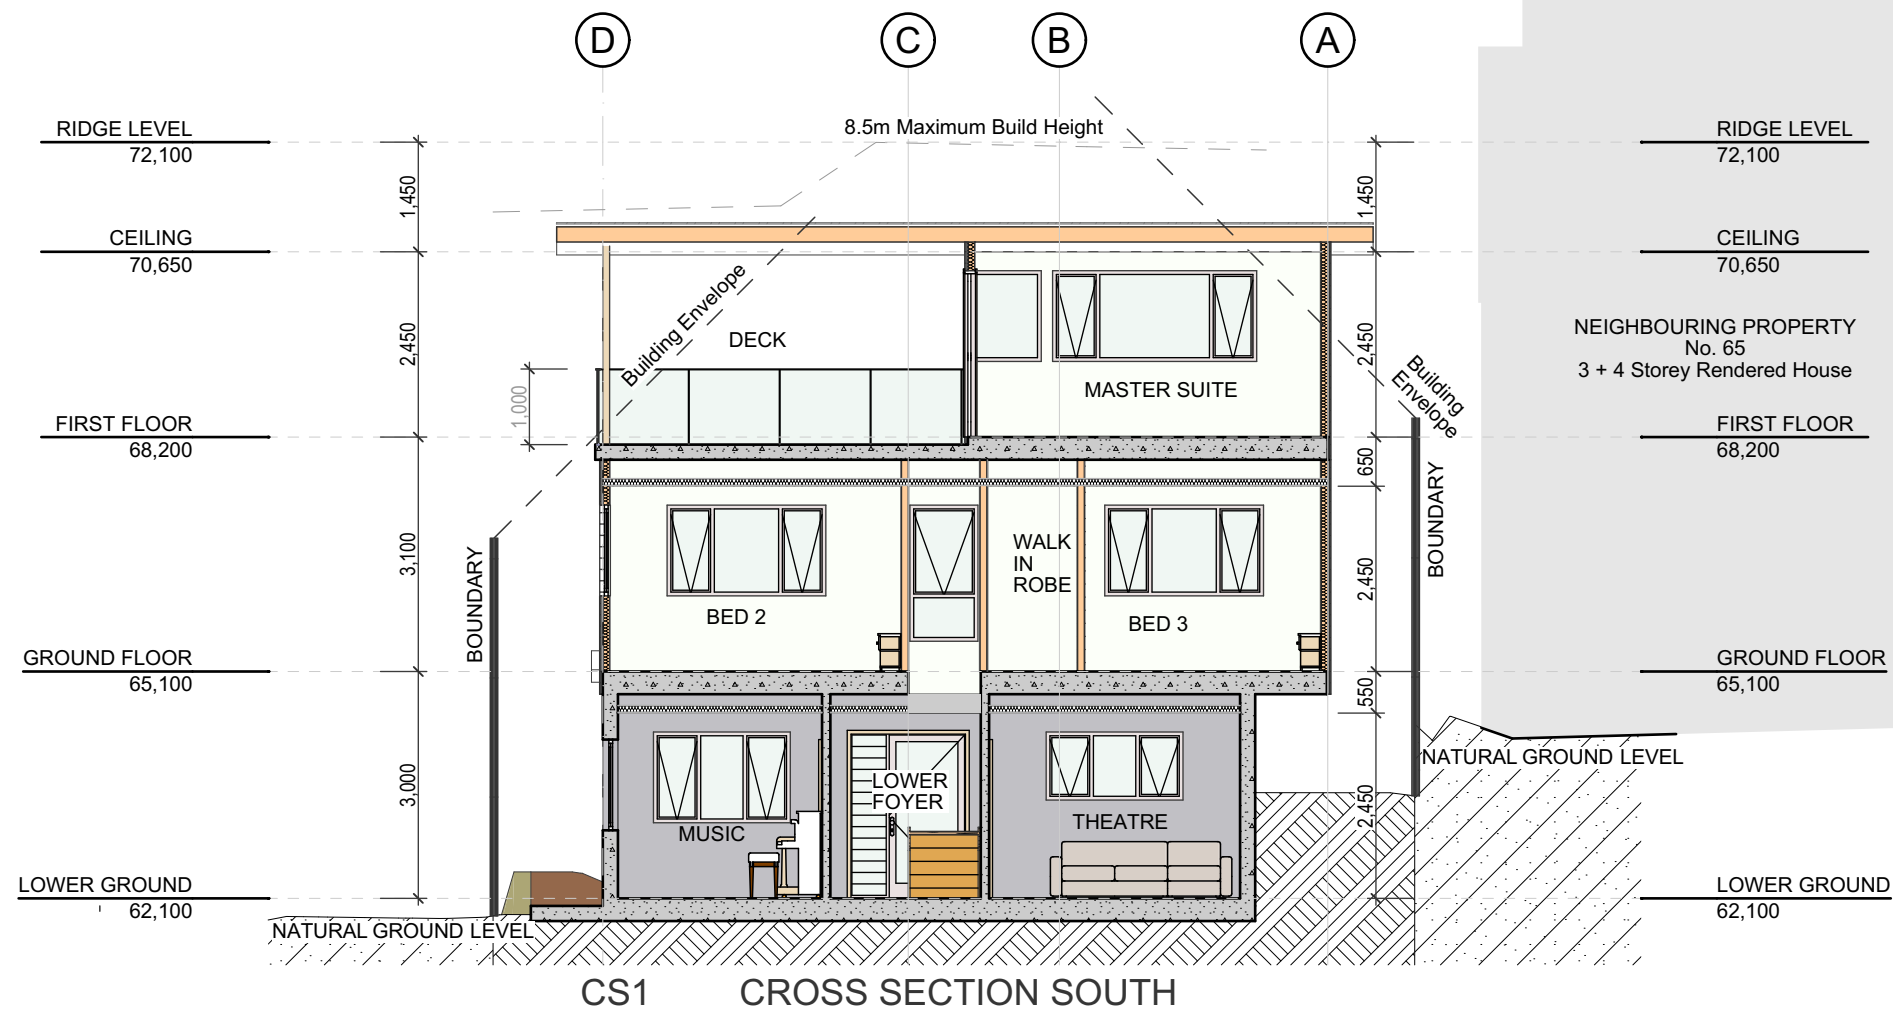 D
C
B
A
8.5m Maximum Build Height
RIDGE LEVEL
72,100
CEILING
70,650
FIRST FLOOR
68,200
GROUND FLOOR
65,100
LOWER GROUND
62,100
1,450
2,450
3,100
3,000
1,000
BOUNDARY
Building Envelope
DECK
MASTER SUITE
BED 2
WALK
IN
ROBE
BED 3
MUSIC
LOWER
FOYER
THEATRE
1,450
2,450
650
2,450
550
2,450
Building
Envelope
BOUNDARY
RIDGE LEVEL
72,100
CEILING
70,650
NEIGHBOURING PROPERTY
No. 65
3 + 4 Storey Rendered House
FIRST FLOOR
68,200
GROUND FLOOR
65,100
NATURAL GROUND LEVEL
LOWER GROUND
62,100
NATURAL GROUND LEVEL
CS1 CROSS SECTION SOUTH